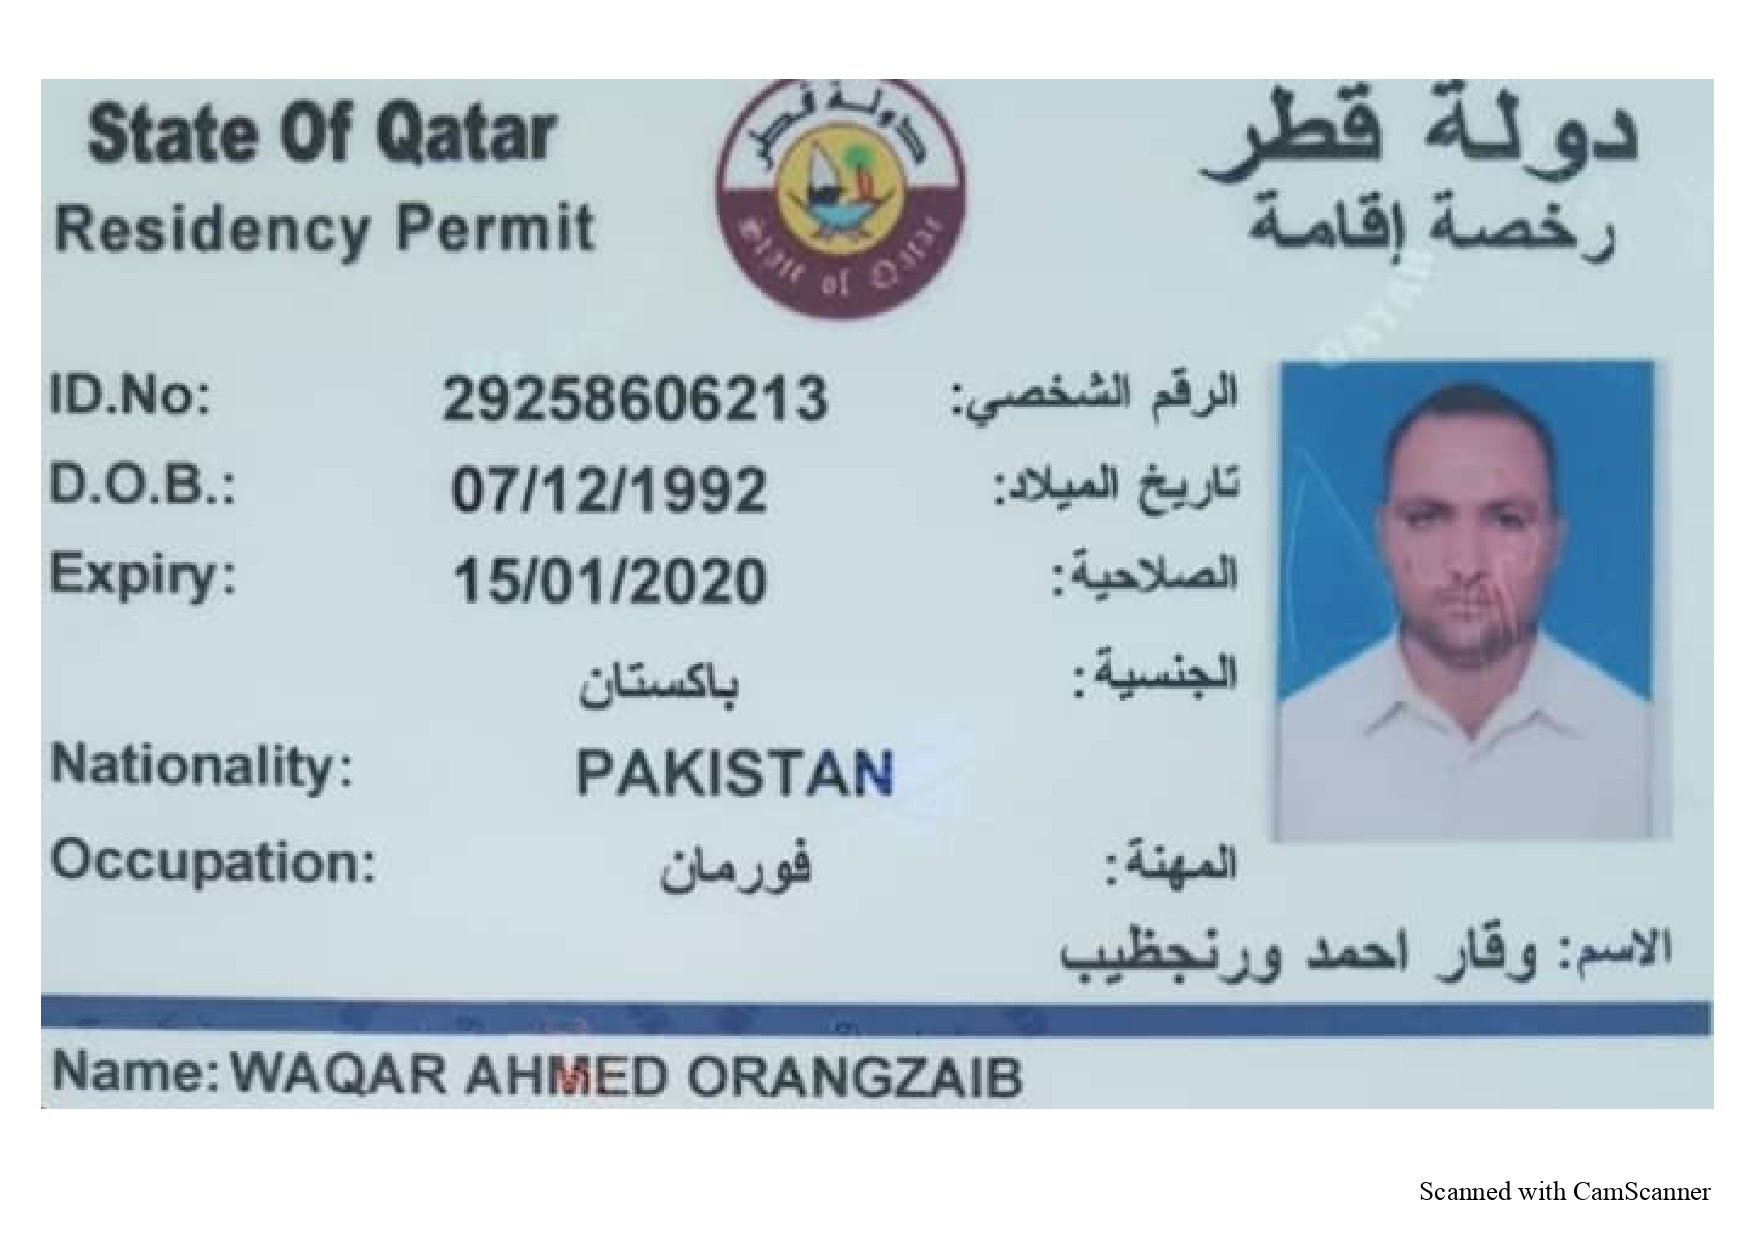 State Of Qatar
دولة قطر
Residency Permit
رخصة إقامة
دولة قطر
State of Qatar
QATAR
ID.No: 29258606213 الرقم الشخصي:
D.O.B.: 07/12/1992 تاريخ الميلاد:
Expiry: 15/01/2020 الصلاحية:
باكستان الجنسية:
Nationality: PAKISTAN
Occupation: فورمان المهنة:
الاسم: وقار احمد ورنجظيب
Name: WAQAR AHMED ORANGZAIB
Scanned with CamScanner